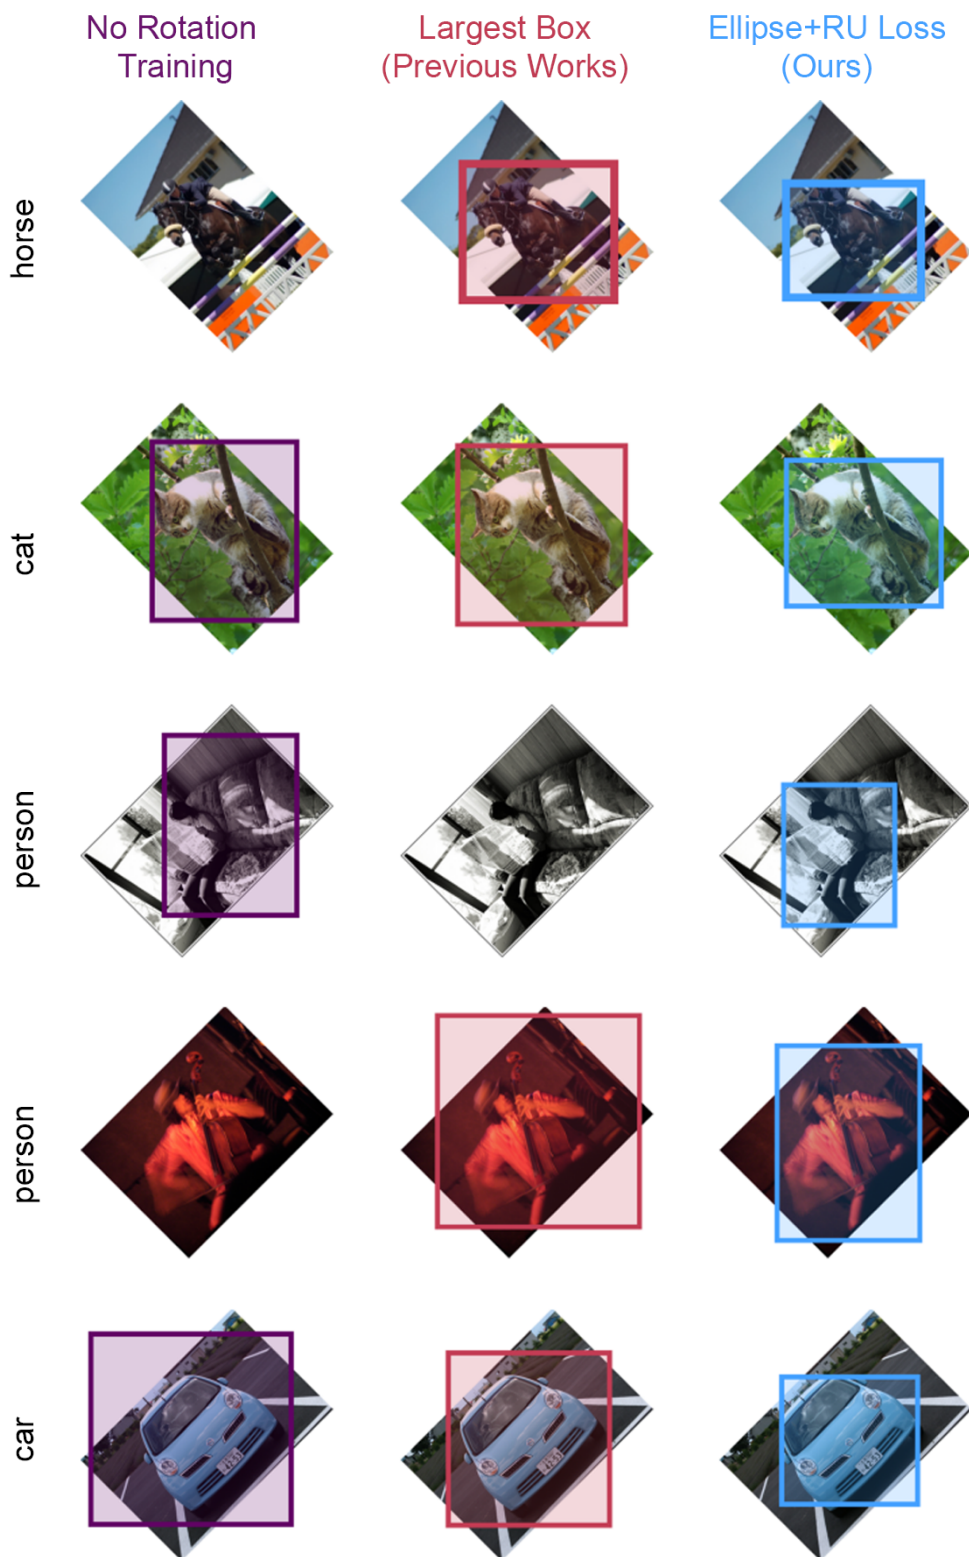 No Rotation
Training
Largest Box
(Previous Works)
Ellipse+RU Loss
(Ours)
horse
cat
person
person
car